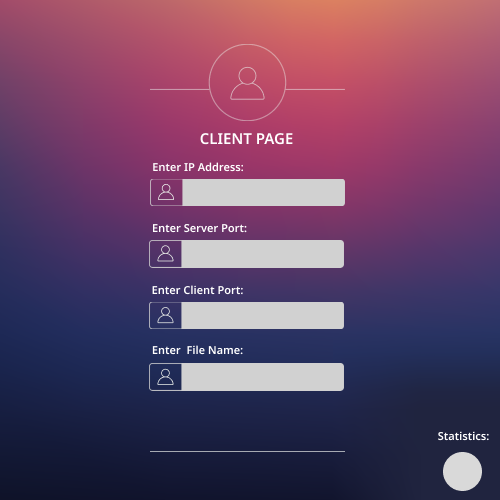 CLIENT PAGE
Enter IP Address:
Enter Server Port:
Enter Client Port:
Enter  File Name:
Statistics: